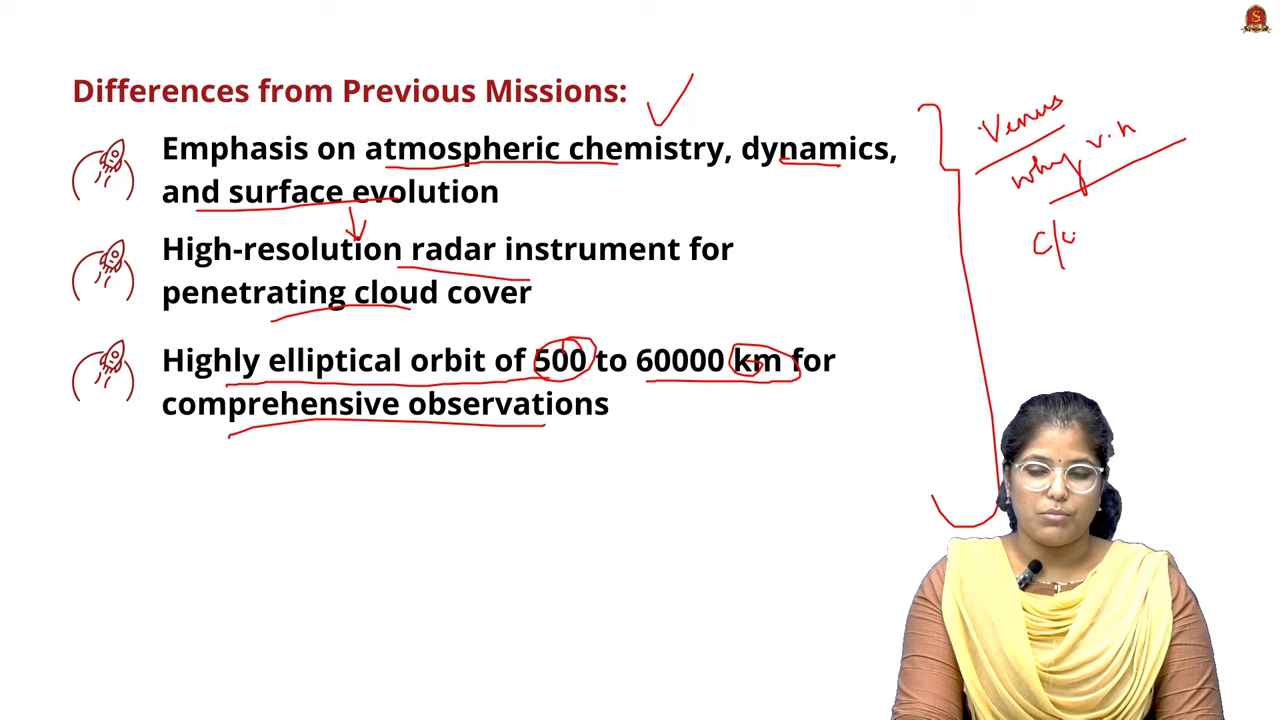 Differences from Previous Missions:
Emphasis on atmospheric chemistry, dynamics,
and surface evolution
High-resolution radar instrument for
penetrating cloud cover
Highly elliptical orbit of 500 to 60000 km for
comprehensive observations
Venus
why v.n
S